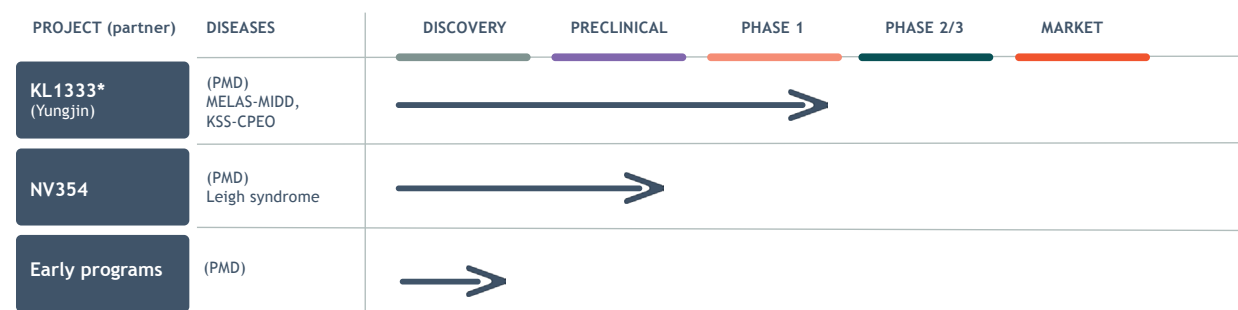 PROJECT (partner) DISEASES DISCOVERY PRECLINICAL PHASE 1 PHASE 2/3 MARKET
KL1333*
(Yungjin)
(PMD)
MELAS-MIDD,
KSS-CPEO
NV354
(PMD)
Leigh syndrome
Early programs
(PMD)